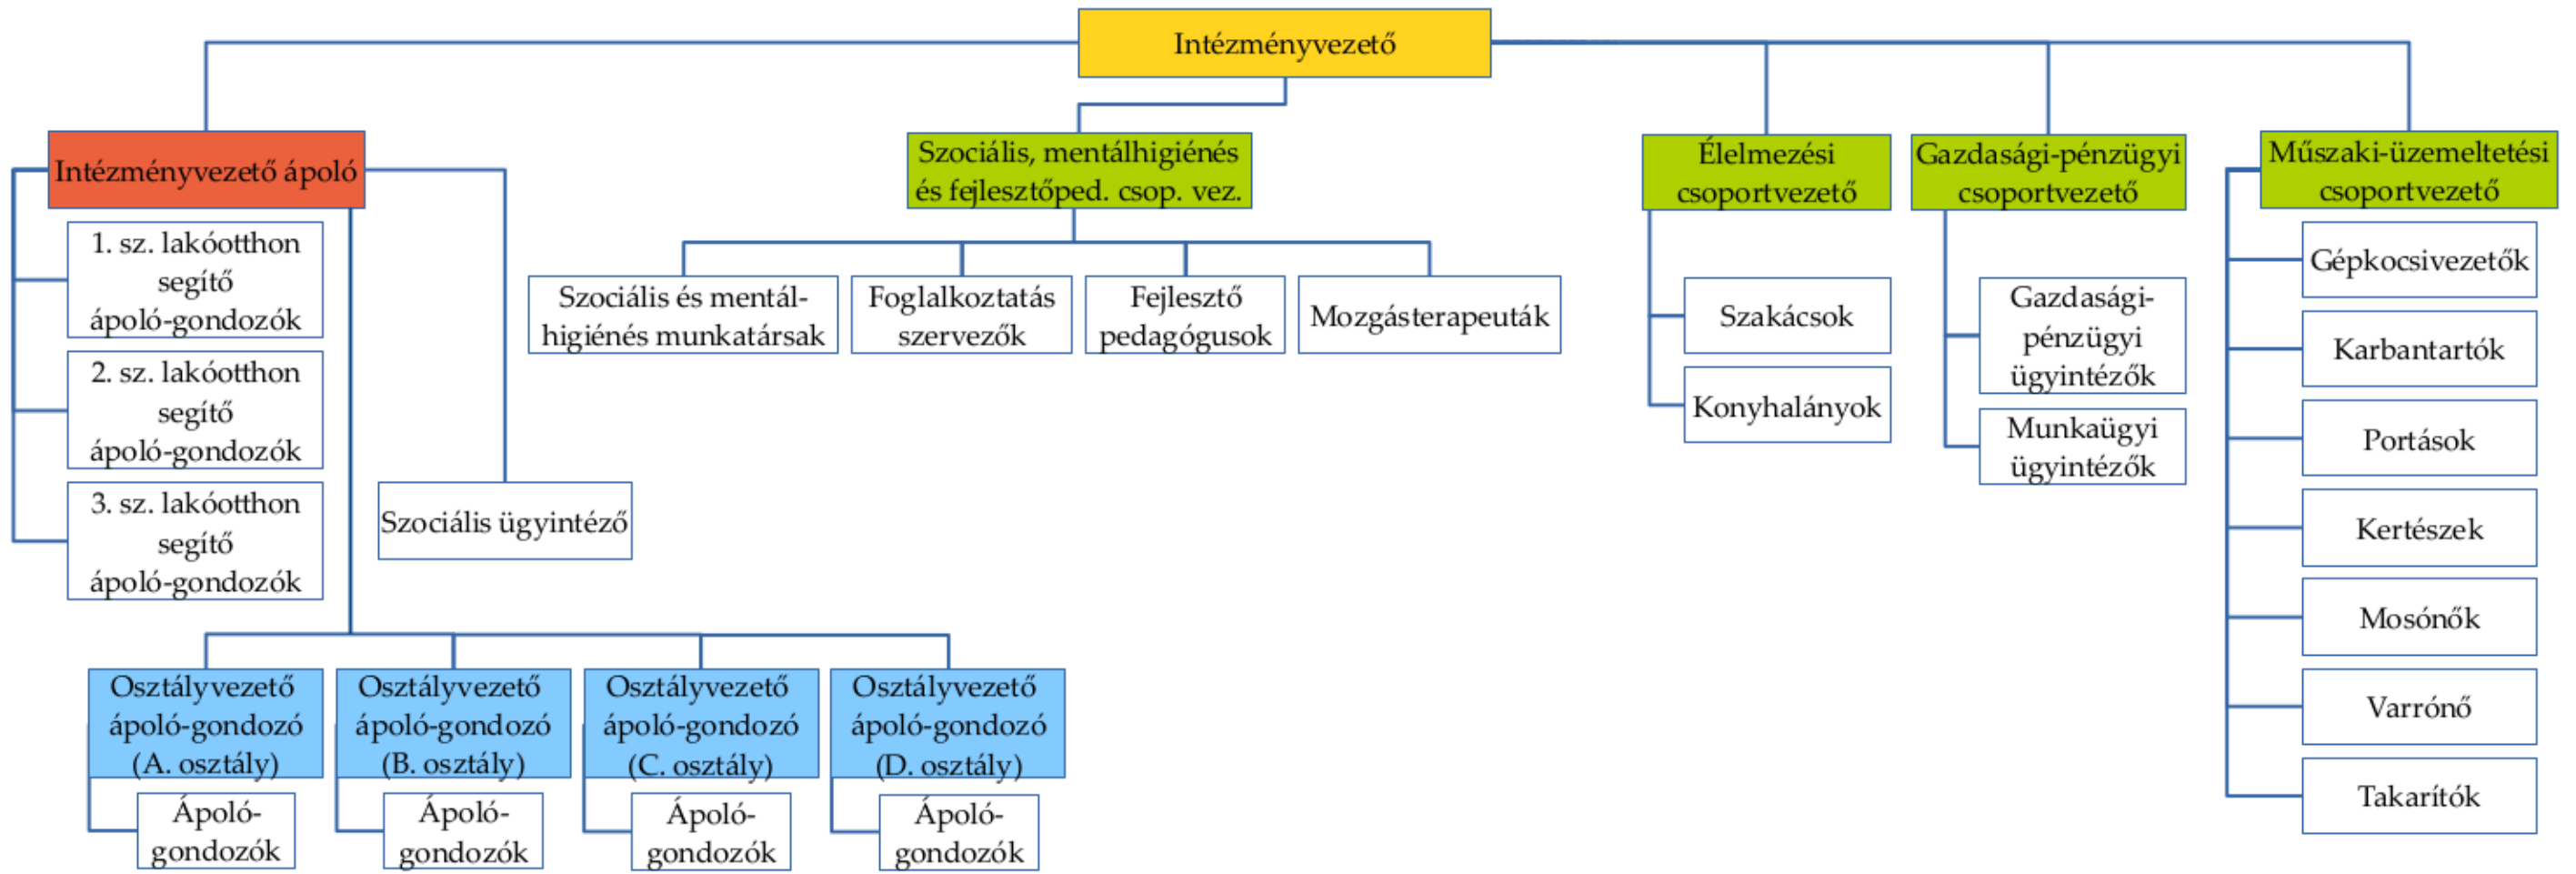 Intézményvezető
Intézményvezető ápoló
1. sz. lakóotthon
segítő
ápoló-gondozók
2. sz. lakóotthon
segítő
ápoló-gondozók
3. sz. lakóotthon
segítő
ápoló-gondozók
Szociális ügyintéző
Osztályvezető
ápoló-gondozó
(A. osztály)
Ápoló-
gondozók
Osztályvezető
ápoló-gondozó
(B. osztály)
Ápoló-
gondozók
Osztályvezető
ápoló-gondozó
(C. osztály)
Ápoló-
gondozók
Osztályvezető
ápoló-gondozó
(D. osztály)
Ápoló-
gondozók
Szociális, mentálhigiénés
és fejlesztőped. csop. vez.
Szociális és mentál-
higiénés munkatársak
Foglalkoztatás
szervezők
Fejlesztő
pedagógusok
Mozgásterapeuták
Élelmezési
csoportvezető
Szakácsok
Konyhalányok
Gazdasági-pénzügyi
csoportvezető
Gazdasági-
pénzügyi
ügyintézők
Munkaügyi
ügyintézők
Műszaki-üzemeltetési
csoportvezető
Gépkocsivezetők
Karbantartók
Portások
Kertészek
Mosónők
Varrónő
Takarítók